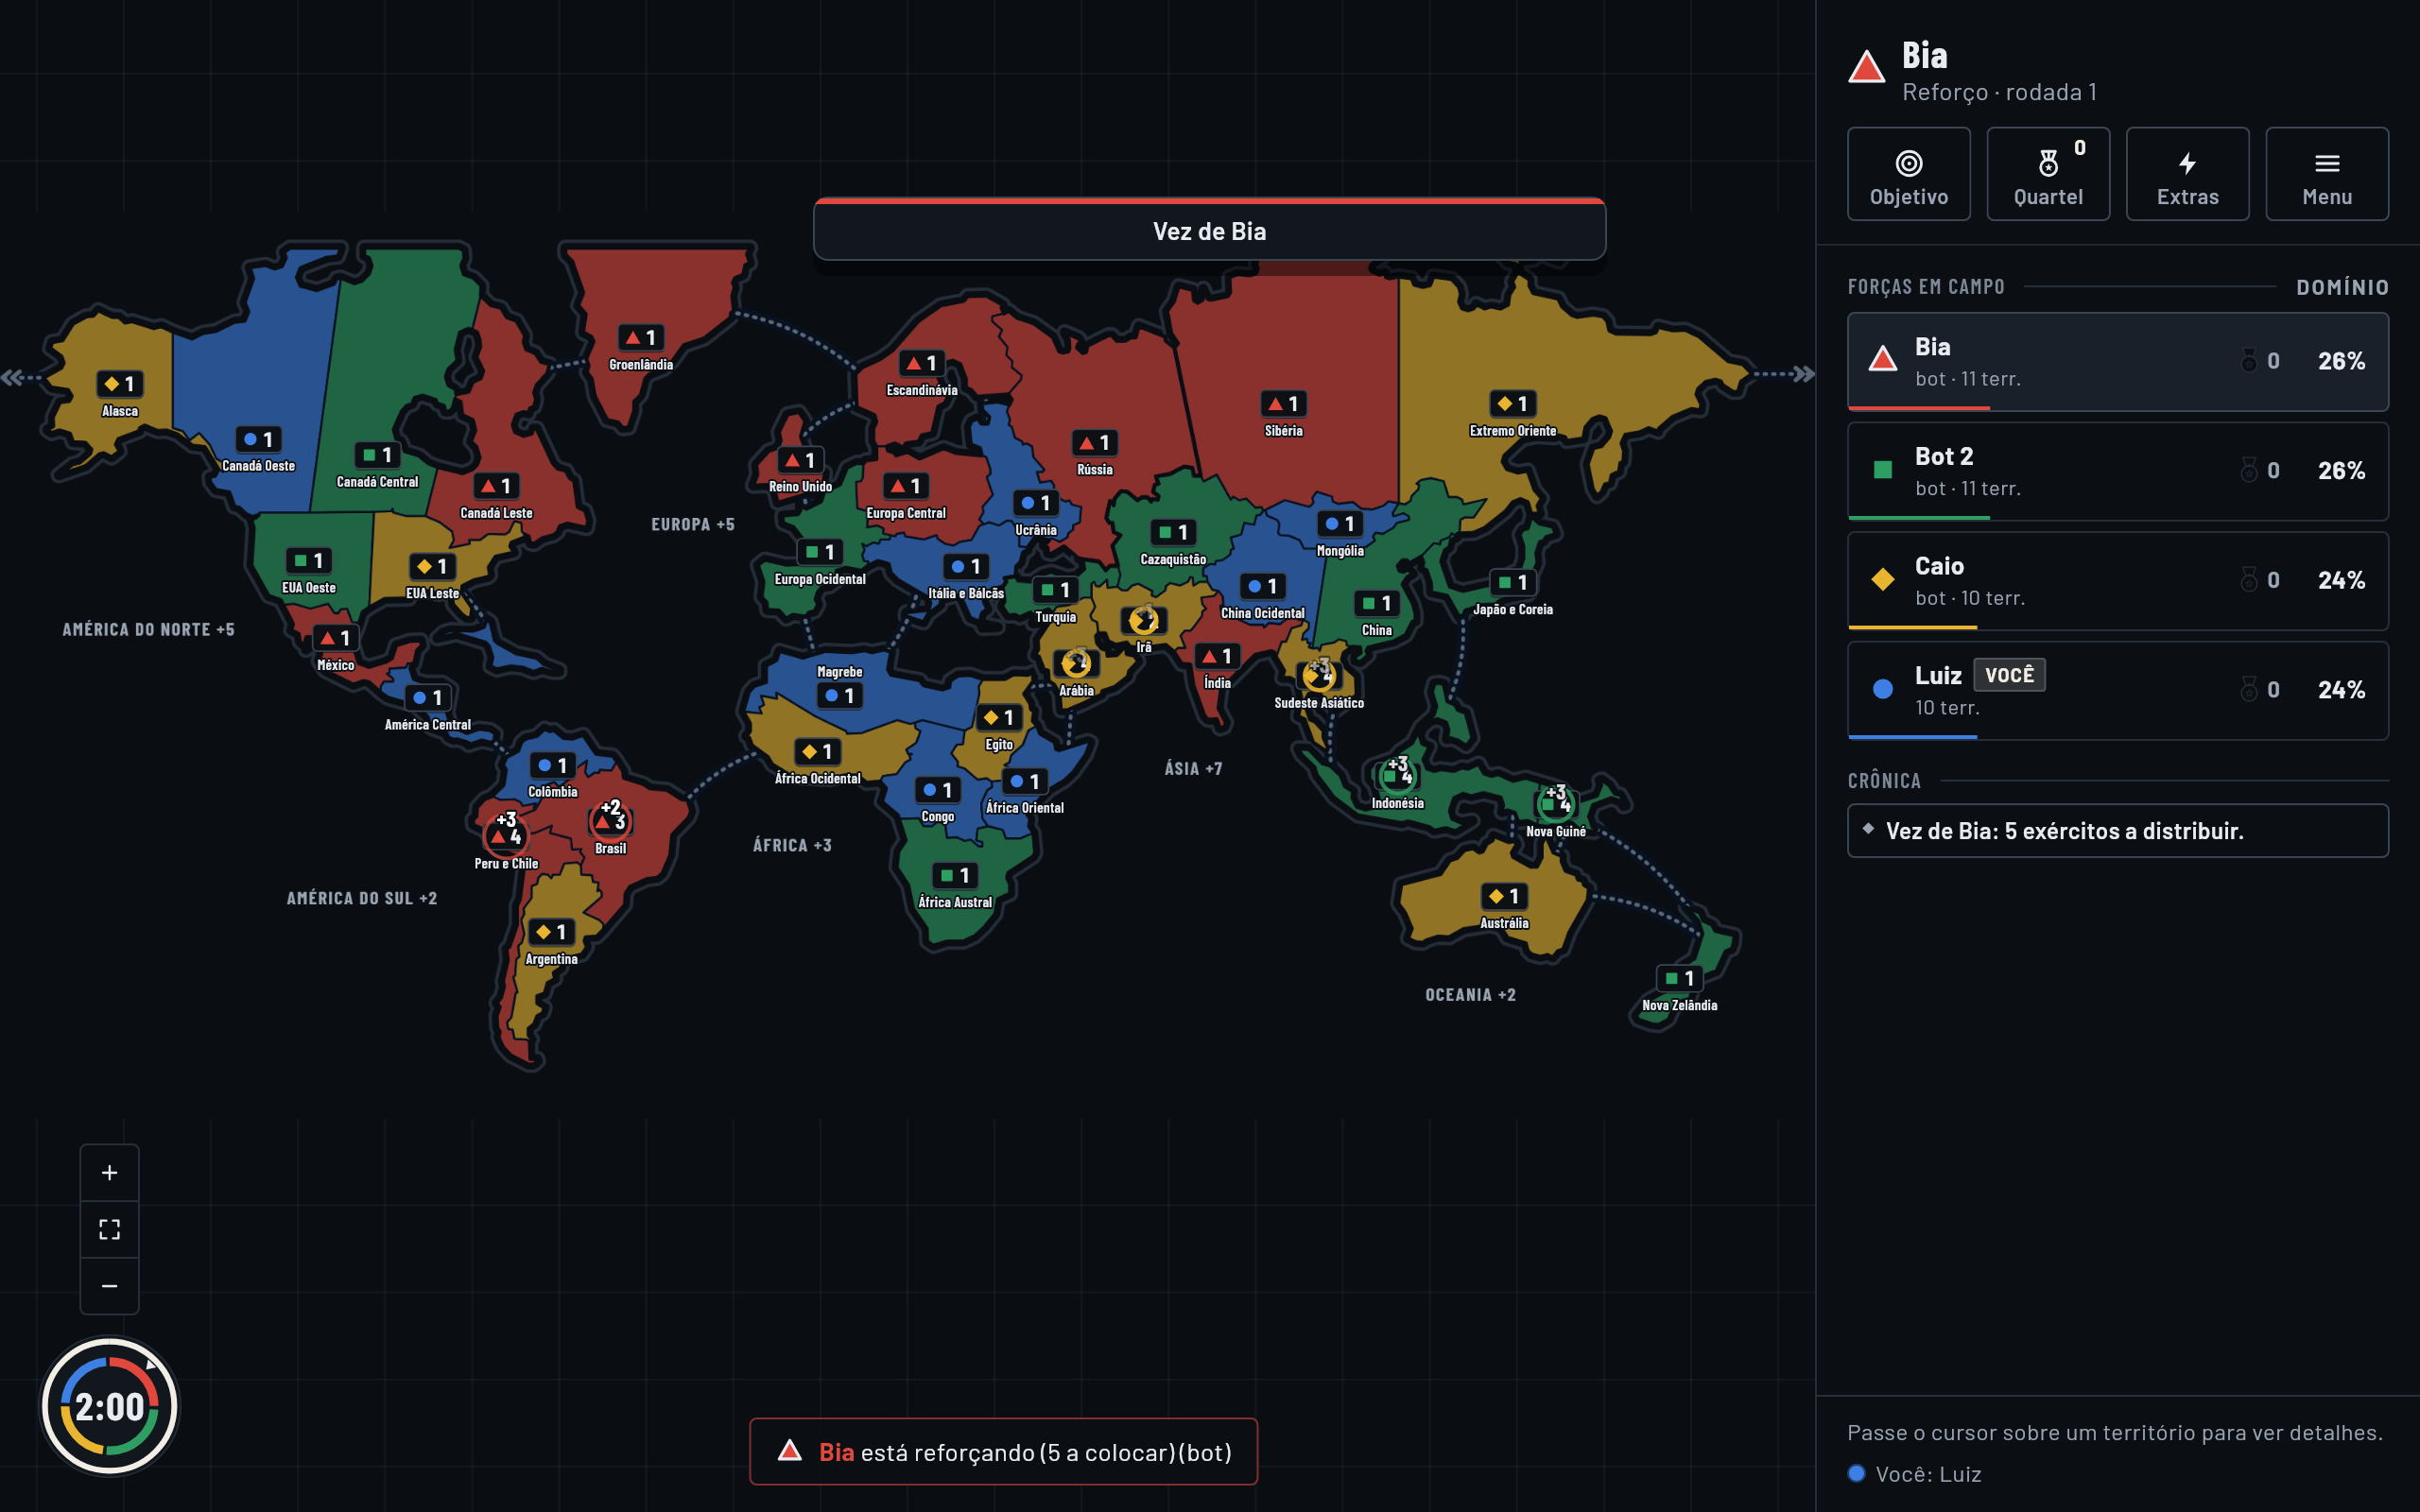 Bia
Reforço · rodada 1
Objetivo
0
Quartel
Extras
Menu
Vez de Bia
FORÇAS EM CAMPO
DOMÍNIO
Bia
bot · 11 terr.
0
26%
Bot 2
bot · 11 terr.
0
26%
Caio
bot · 10 terr.
0
24%
Luiz VOCÊ
10 terr.
0
24%
CRÔNICA
Vez de Bia: 5 exércitos a distribuir.
1
Alasca
1
Canadá Oeste
1
Canadá Central
1
Canadá Leste
1
Groenlândia
1
EUA Oeste
1
EUA Leste
1
México
1
América Central
AMÉRICA DO NORTE +5
1
Colômbia
+3
4
Peru e Chile
+2
3
Brasil
1
Argentina
AMÉRICA DO SUL +2
EUROPA +5
1
Escandinávia
1
Reino Unido
1
Europa Central
1
Ucrânia
1
Europa Ocidental
1
Itália e Bálcãs
1
Rússia
1
Sibéria
1
Extremo Oriente
1
Cazaquistão
1
Mongólia
1
China Ocidental
1
China
1
Japão e Coreia
1
Turquia
Irã
Arábia
1
Índia
+3
4
Sudeste Asiático
ÁSIA +7
Magrebe
1
1
África Ocidental
1
Egito
1
Congo
1
África Oriental
1
África Austral
ÁFRICA +3
+3
4
Indonésia
+3
4
Nova Guiné
1
Austrália
1
Nova Zelândia
OCEANIA +2
+
−
2:00
Bia está reforçando (5 a colocar) (bot)
Passe o cursor sobre um território para ver detalhes.
Você: Luiz